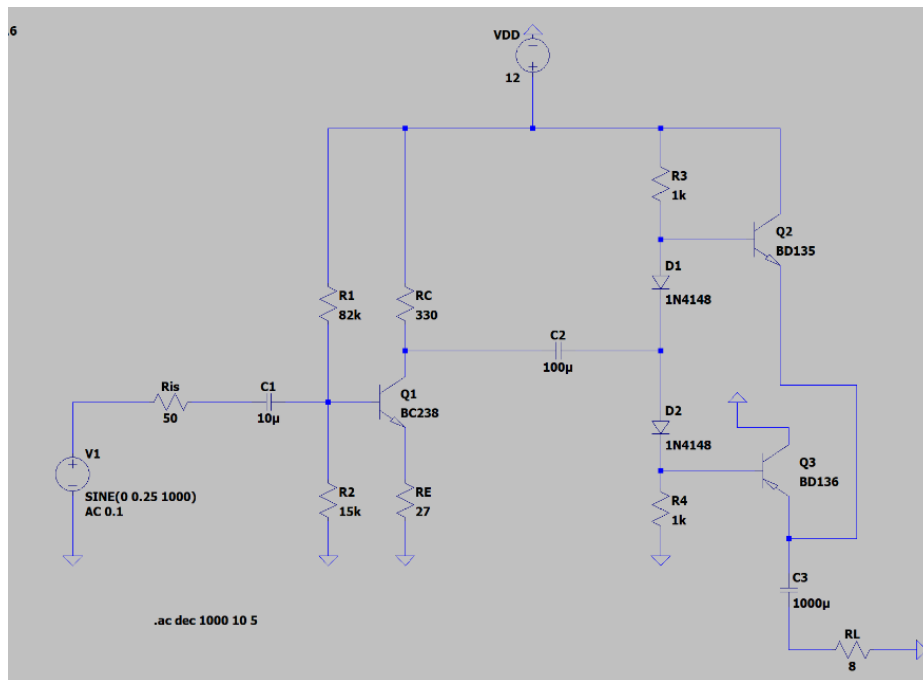 .6
VDD
12
R3
1k
Q2
BD135
D1
1N4148
R1
82k
RC
330
C2
100µ
Ris
50
C1
10µ
Q1
BC238
D2
1N4148
Q3
BD136
V1
SINE(0 0.25 1000)
AC 0.1
R2
15k
RE
27
R4
1k
C3
1000µ
.ac dec 1000 10 5
RL
8